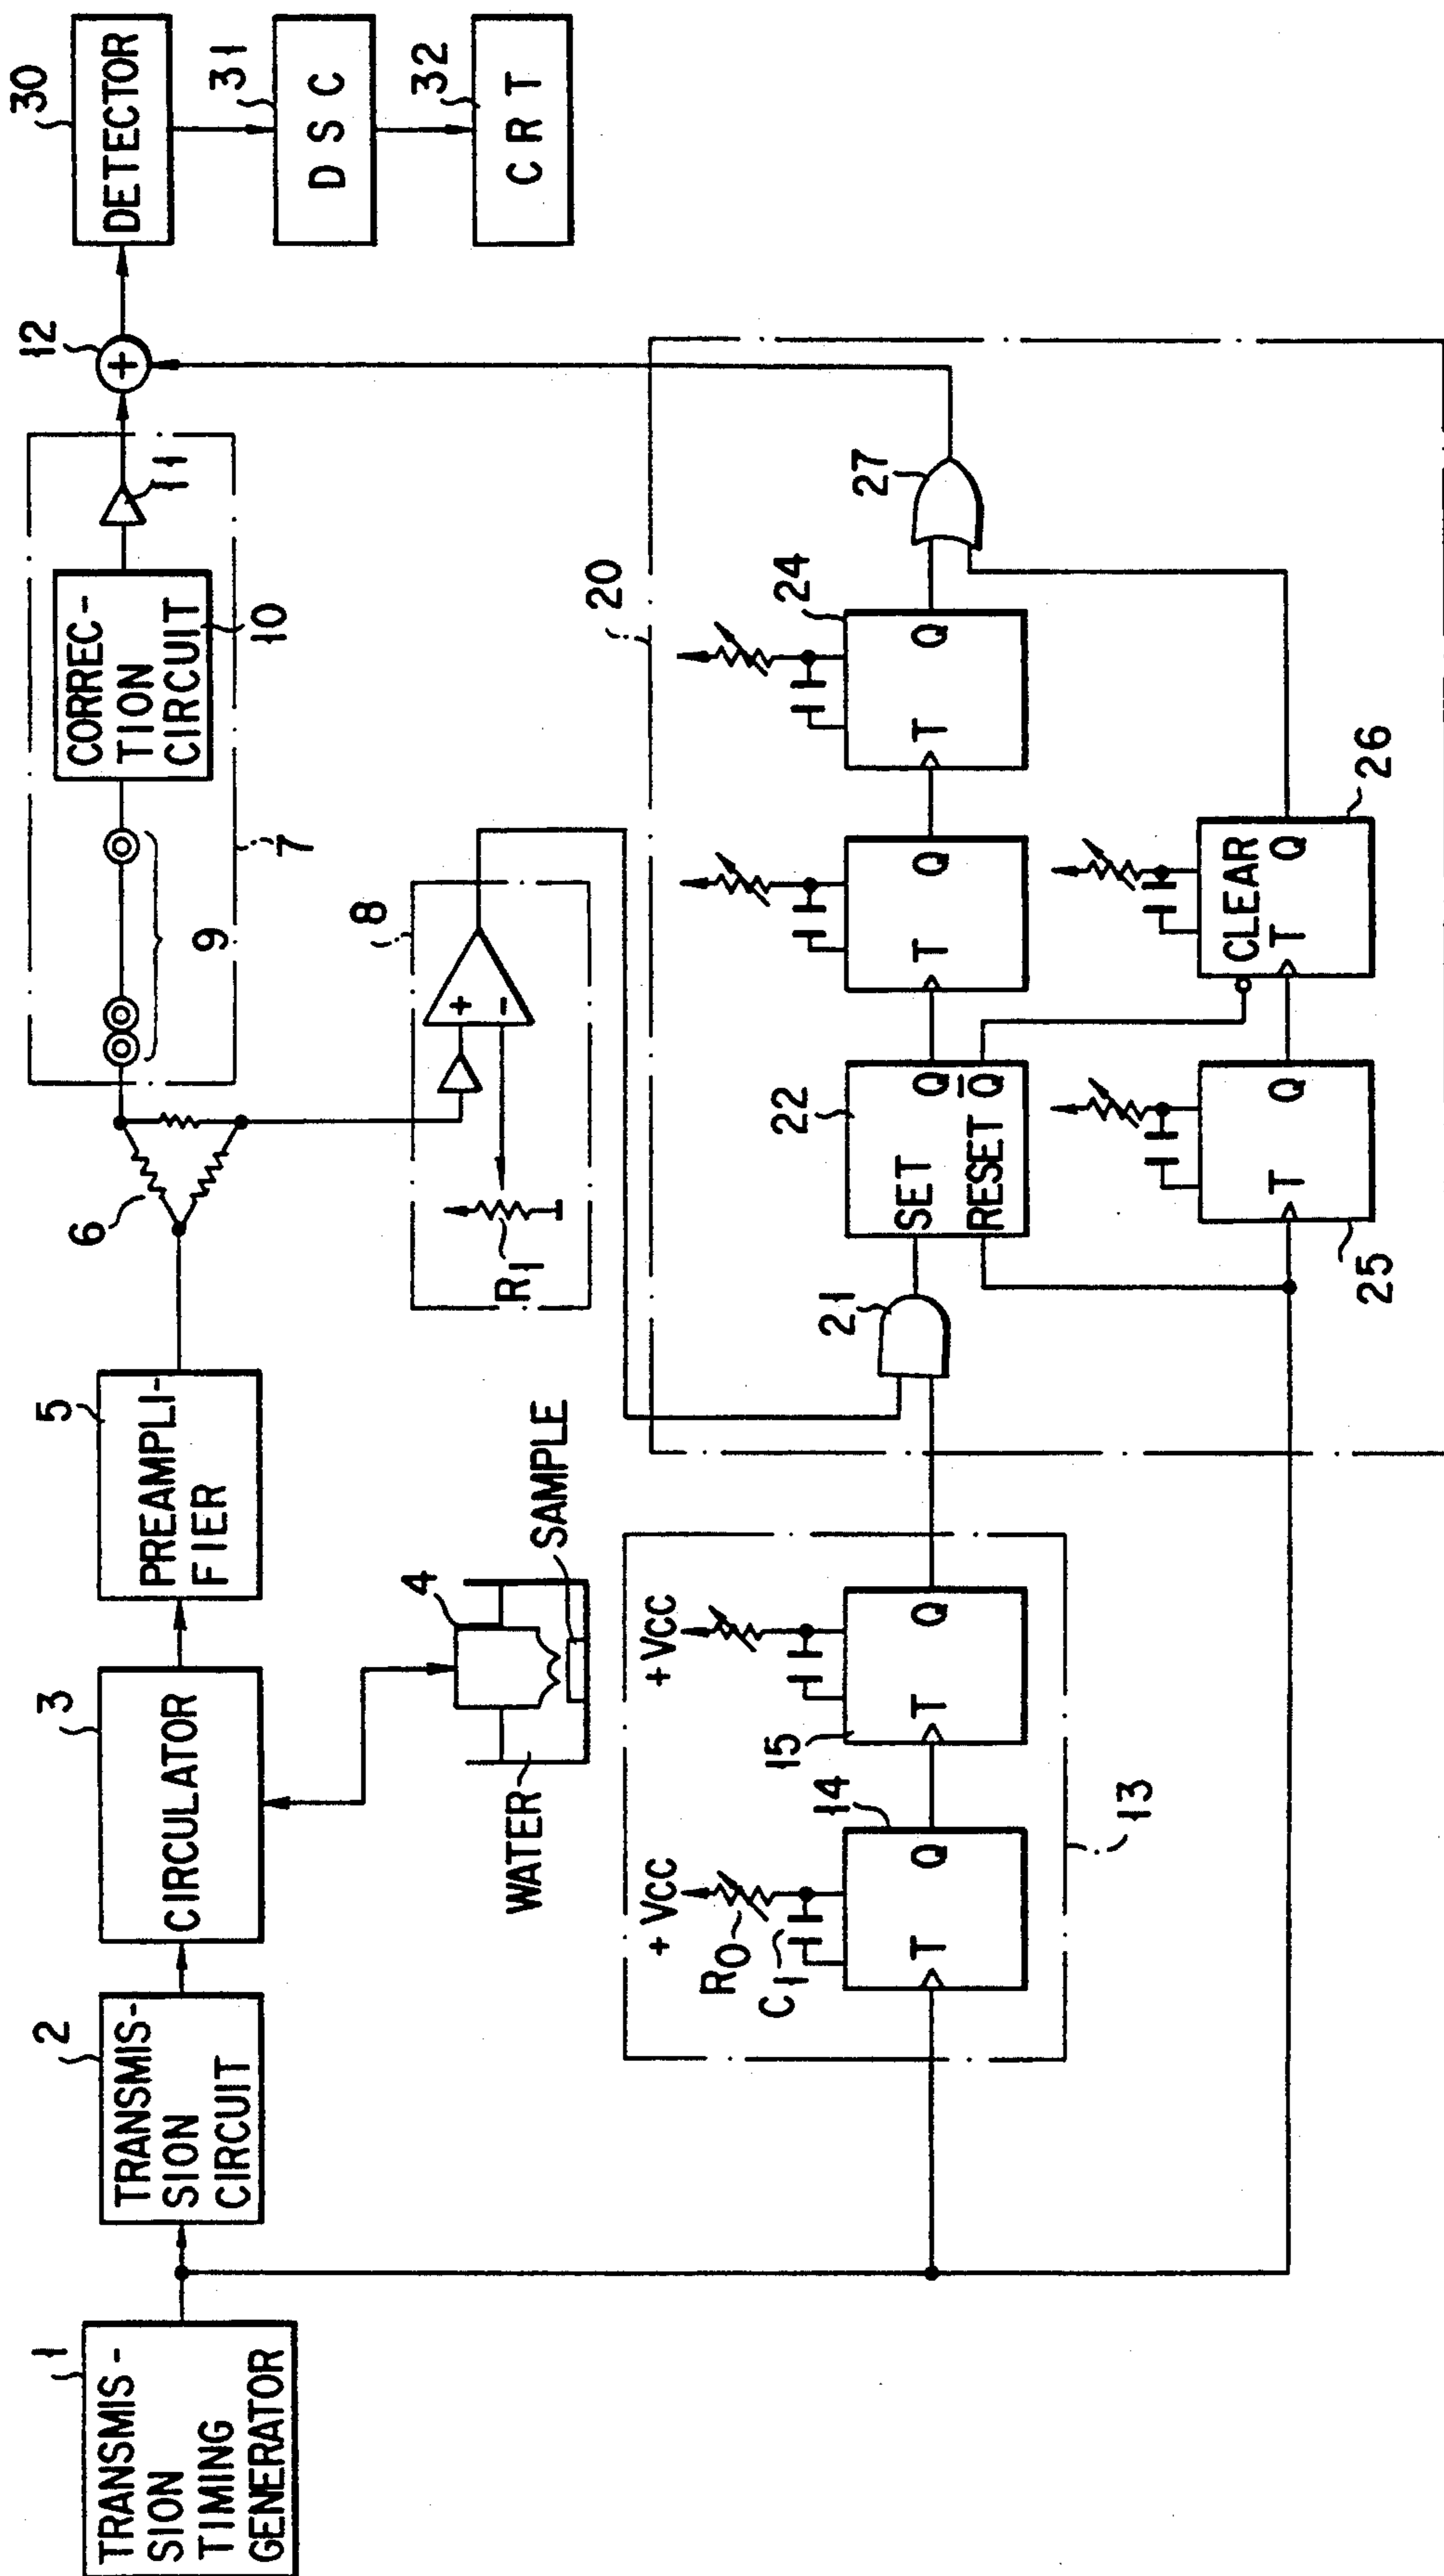 1
TRANSMIS-
SION
TIMING
GENERATOR
2
TRANSMIS-
SION
CIRCUIT
3
CIRCULATOR
5
PREAMPLI-
FIER
6
9
CORREC-
TION
CIRCUIT
10
11
7
12
30
DETECTOR
31
DSC
32
CRT
4
WATER
SAMPLE
8
+
-
R1
+VCC
R0
C1
14
T
Q
+VCC
15
T
Q
13
20
21
22
SET
Q
RESET
Q̅
T
Q
24
T
Q
27
25
T
Q
26
CLEAR
T
Q
+